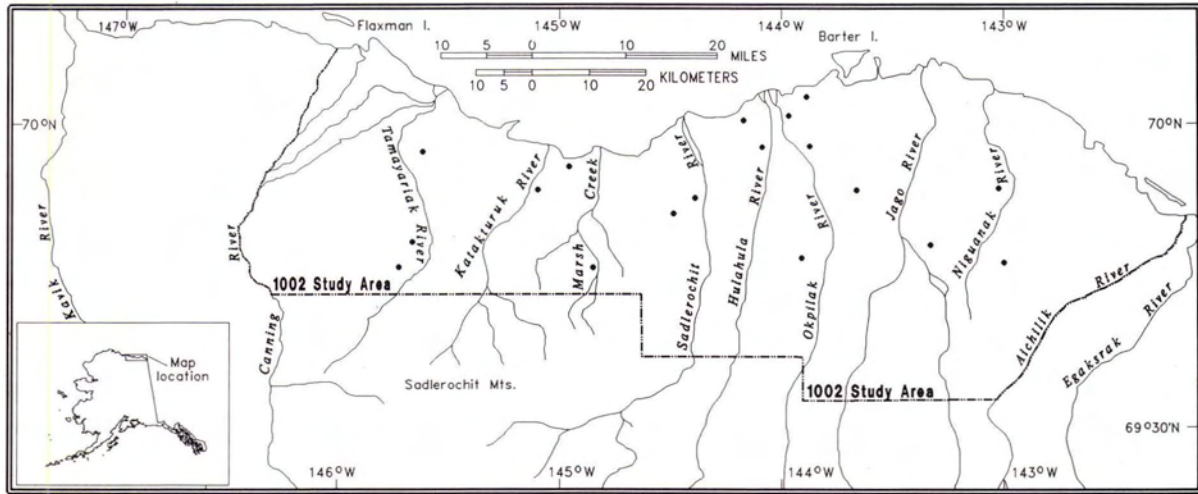 147°W
Flaxman I.
145°W
144°W
Barter I.
143°W
10 5 0 10 20
MILES
10 5 0 10 20
KILOMETERS
70°N
70°N
Kavik River
Canning River
Tamayariak River
Katakturuk River
Marsh Creek
Sadlerochit River
Hulahula River
Okpilak River
Jago River
Niguanak River
Aichilik River
Egaksrak River
1002 Study Area
1002 Study Area
Sadlerochit Mts.
Map
location
69°30'N
146°W
145°W
144°W
143°W